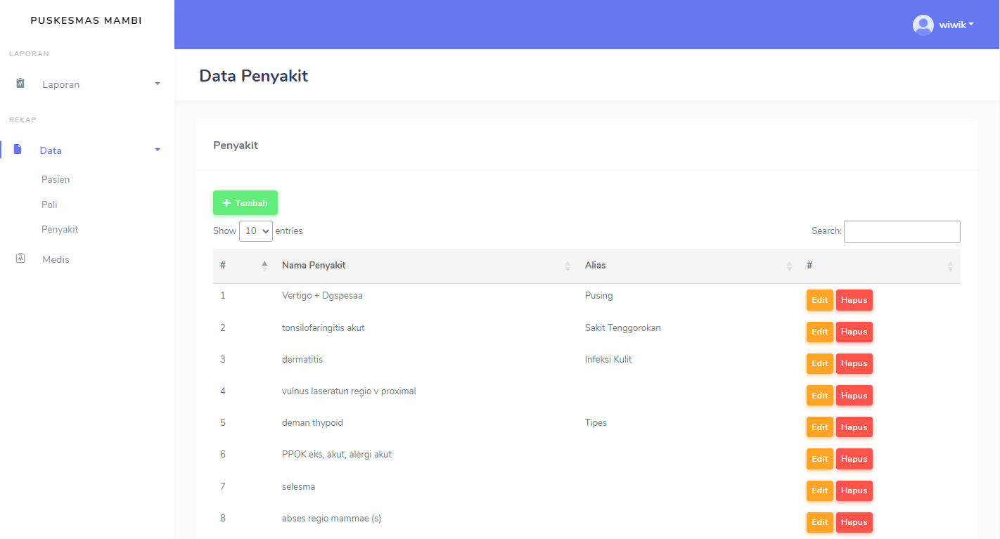 PUSKESMAS MAMBI
wiwik
LAPORAN
Laporan
REKAP
Data
Pasien
Poli
Penyakit
Medis
Data Penyakit
Penyakit
+ Tambah
Show 10 entries Search:
# Nama Penyakit Alias #
1 Vertigo + Dgspesaa Pusing Edit Hapus
2 tonsilofaringitis akut Sakit Tenggorokan Edit Hapus
3 dermatitis Infeksi Kulit Edit Hapus
4 vulnus laseratun regio v proximal Edit Hapus
5 deman thypoid Tipes Edit Hapus
6 PPOK eks, akut, alergi akut Edit Hapus
7 selesma Edit Hapus
8 abses regio mammae (s) Edit Hapus